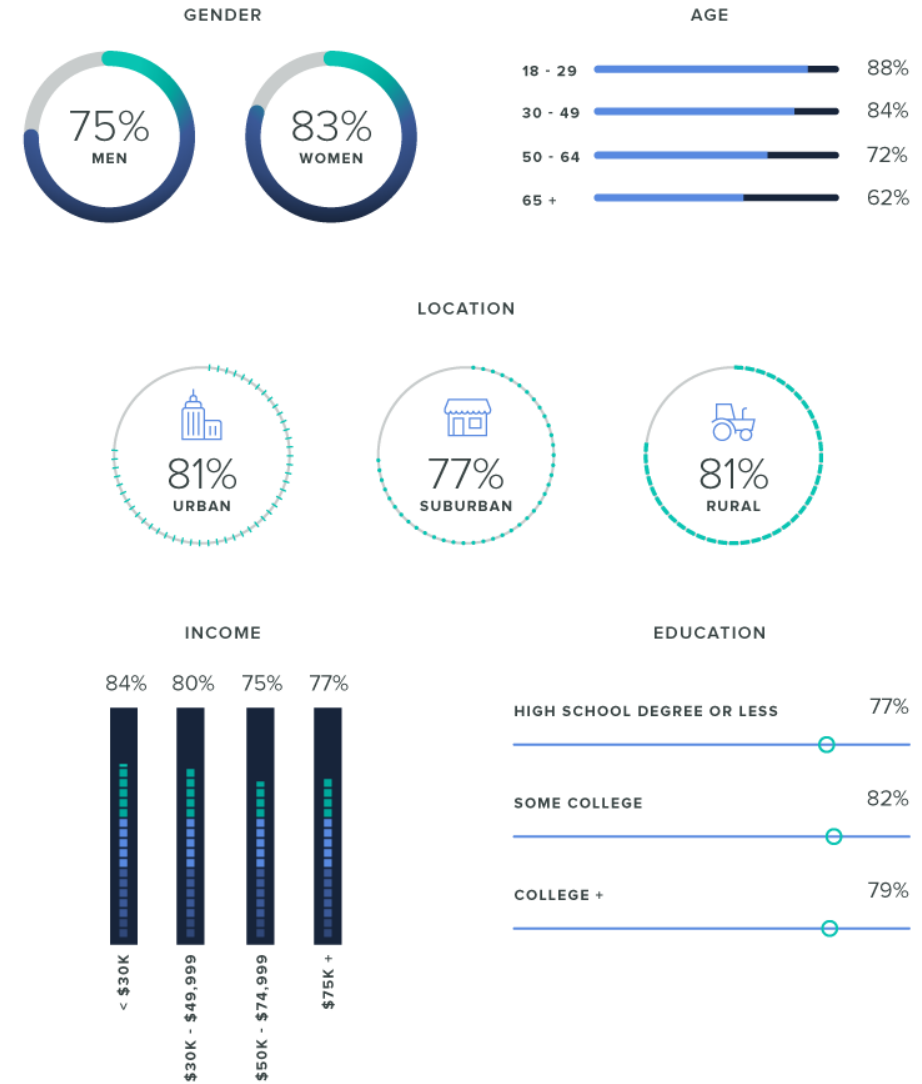 GENDER
75%
MEN
83%
WOMEN
AGE
18 - 29 88%
30 - 49 84%
50 - 64 72%
65 + 62%
LOCATION
81%
URBAN
77%
SUBURBAN
81%
RURAL
INCOME
84% 80% 75% 77%
< $30K
$30K - $49,999
$50K - $74,999
$75K +
EDUCATION
HIGH SCHOOL DEGREE OR LESS 77%
SOME COLLEGE 82%
COLLEGE + 79%